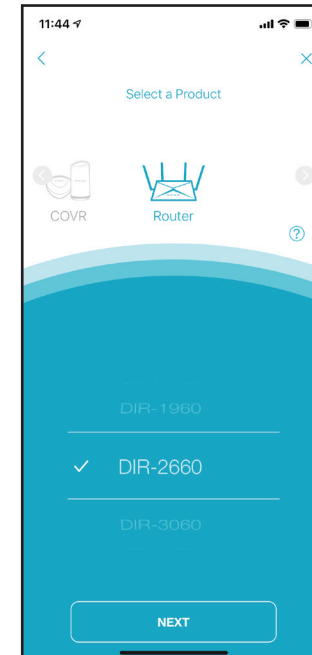 11:44
Select a Product
COVR
Router
?
DIR-1960
DIR-2660
DIR-3060
NEXT